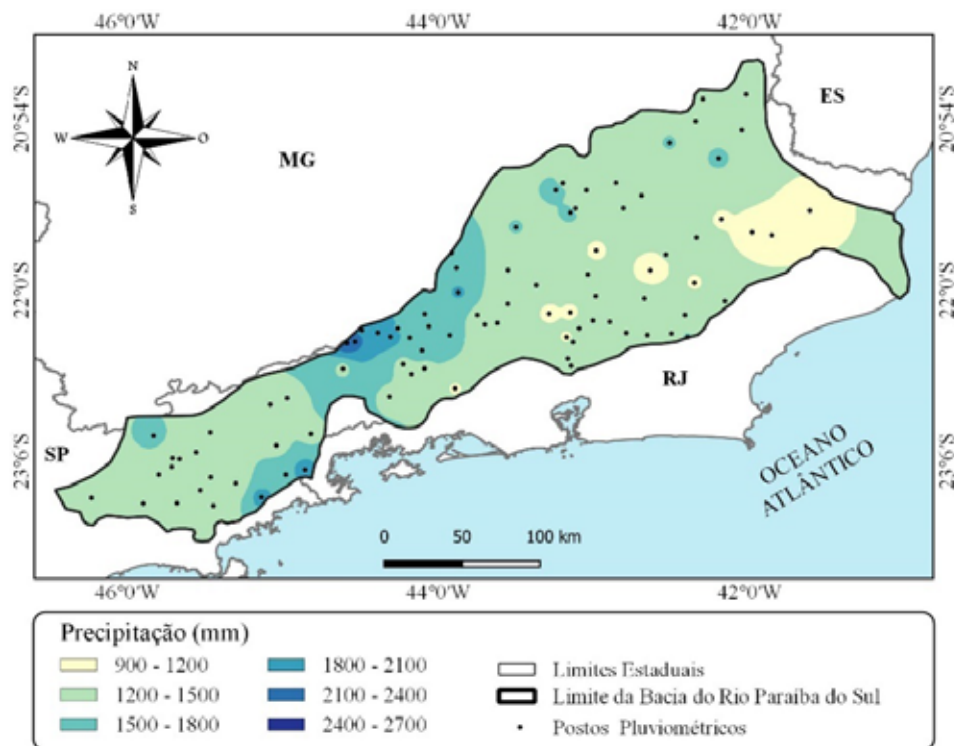 46°0'W 44°0'W 42°0'W
20°54'S 20°54'S
22°0'S 22°0'S
23°6'S 23°6'S
N
W O
S
MG
ES
RJ
SP
OCEANO
ATLÂNTICO
0 50 100 km
46°0'W 44°0'W 42°0'W
Precipitação (mm)
900 - 1200
1200 - 1500
1500 - 1800
1800 - 2100
2100 - 2400
2400 - 2700
Limites Estaduais
Limite da Bacia do Rio Paraíba do Sul
Postos Pluviométricos